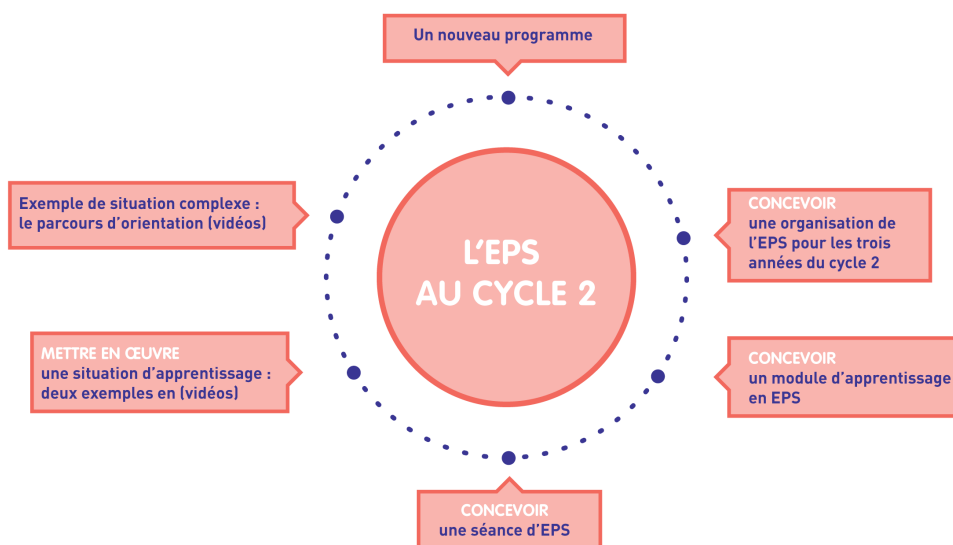 Un nouveau programme
Exemple de situation complexe :
le parcours d'orientation (vidéos)
CONCEVOIR
une organisation de
l'EPS pour les trois
années du cycle 2
L'EPS
AU CYCLE 2
METTRE EN ŒUVRE
une situation d'apprentissage :
deux exemples en (vidéos)
CONCEVOIR
un module d'apprentissage
en EPS
CONCEVOIR
une séance d'EPS